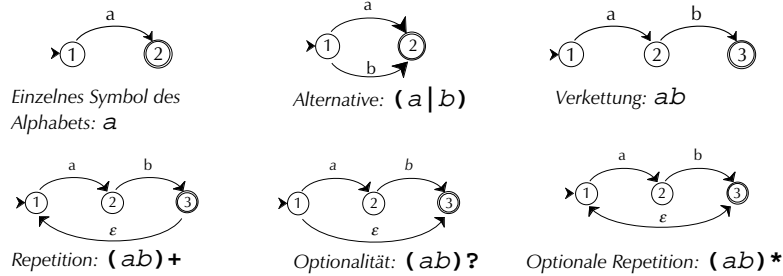 a
1 2
Einzelnes Symbol des
Alphabets: a
a
1 2
b
Alternative: (a|b)
a b
1 2 3
Verkettung: ab
a b
1 2 3
ε
Repetition: (ab)+
a b
1 2 3
ε
Optionalität: (ab)?
a b
1 2 3
ε
Optionale Repetition: (ab)*